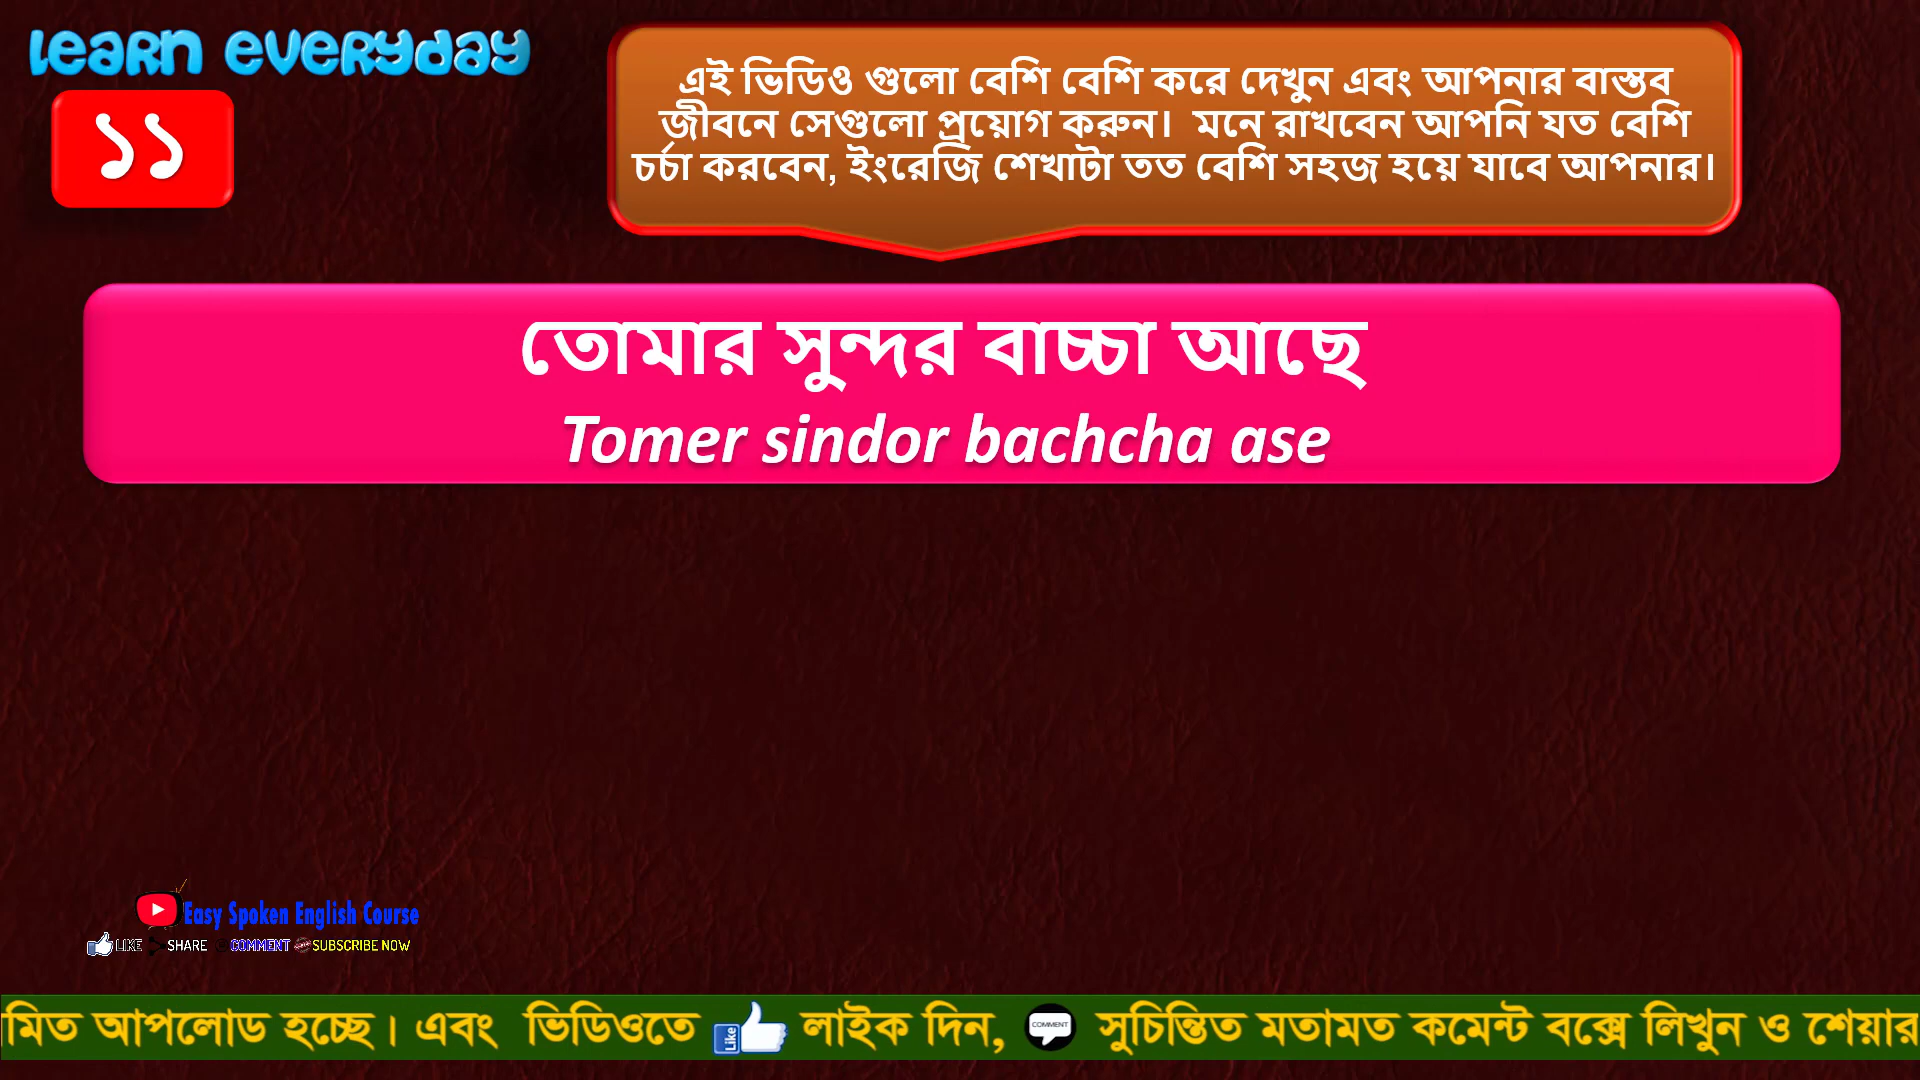 Learn Everyday
১১
এই ভিডিও গুলো বেশি বেশি করে দেখুন এবং আপনার বাস্তব
জীবনে সেগুলো প্রয়োগ করুন। মনে রাখবেন আপনি যত বেশি
চর্চা করবেন, ইংরেজি শেখাটা তত বেশি সহজ হয়ে যাবে আপনার।
তোমার সুন্দর বাচ্চা আছে
Tomer sindor bachcha ase
Easy Spoken English Course
LIKE SHARE COMMENT SUBSCRIBE NOW
মিত আপলোড হচ্ছে। এবং ভিডিওতে Like লাইক দিন, COMMENT সুচিন্তিত মতামত কমেন্ট বক্সে লিখুন ও শেয়ার